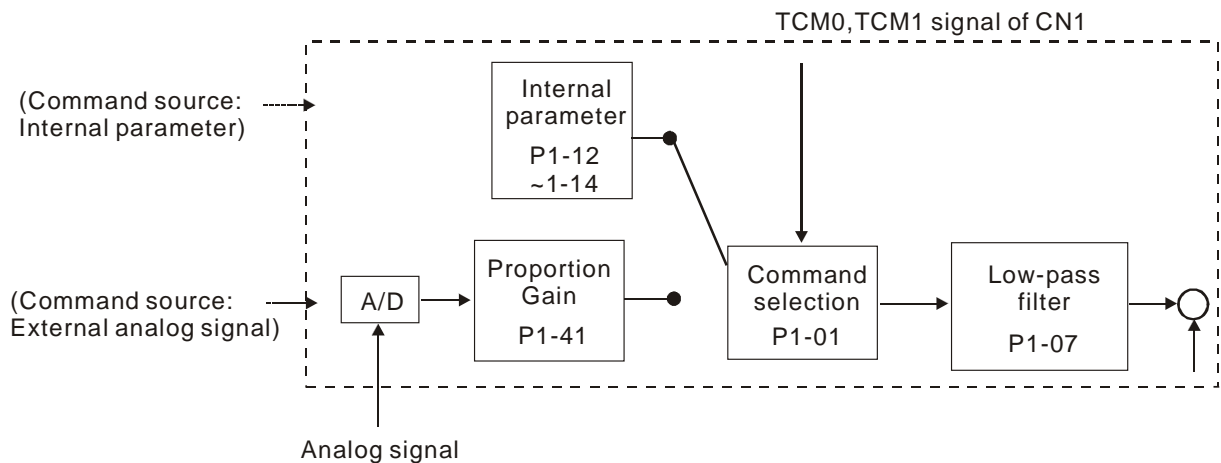 TCM0,TCM1 signal of CN1
(Command source:
Internal parameter)
Internal
parameter
P1-12
~1-14
(Command source:
External analog signal)
A/D
Proportion
Gain
P1-41
Command
selection
P1-01
Low-pass
filter
P1-07
Analog signal